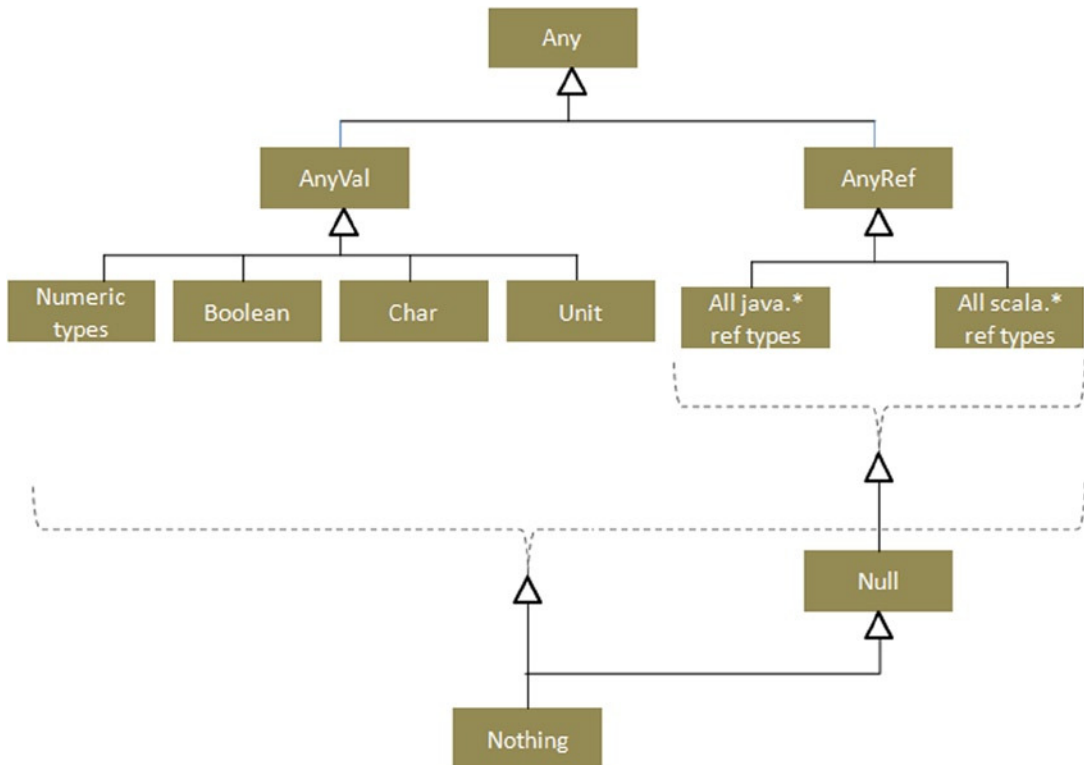 Any
AnyVal
AnyRef
Numeric
types
Boolean
Char
Unit
All java.*
ref types
All scala.*
ref types
Null
Nothing